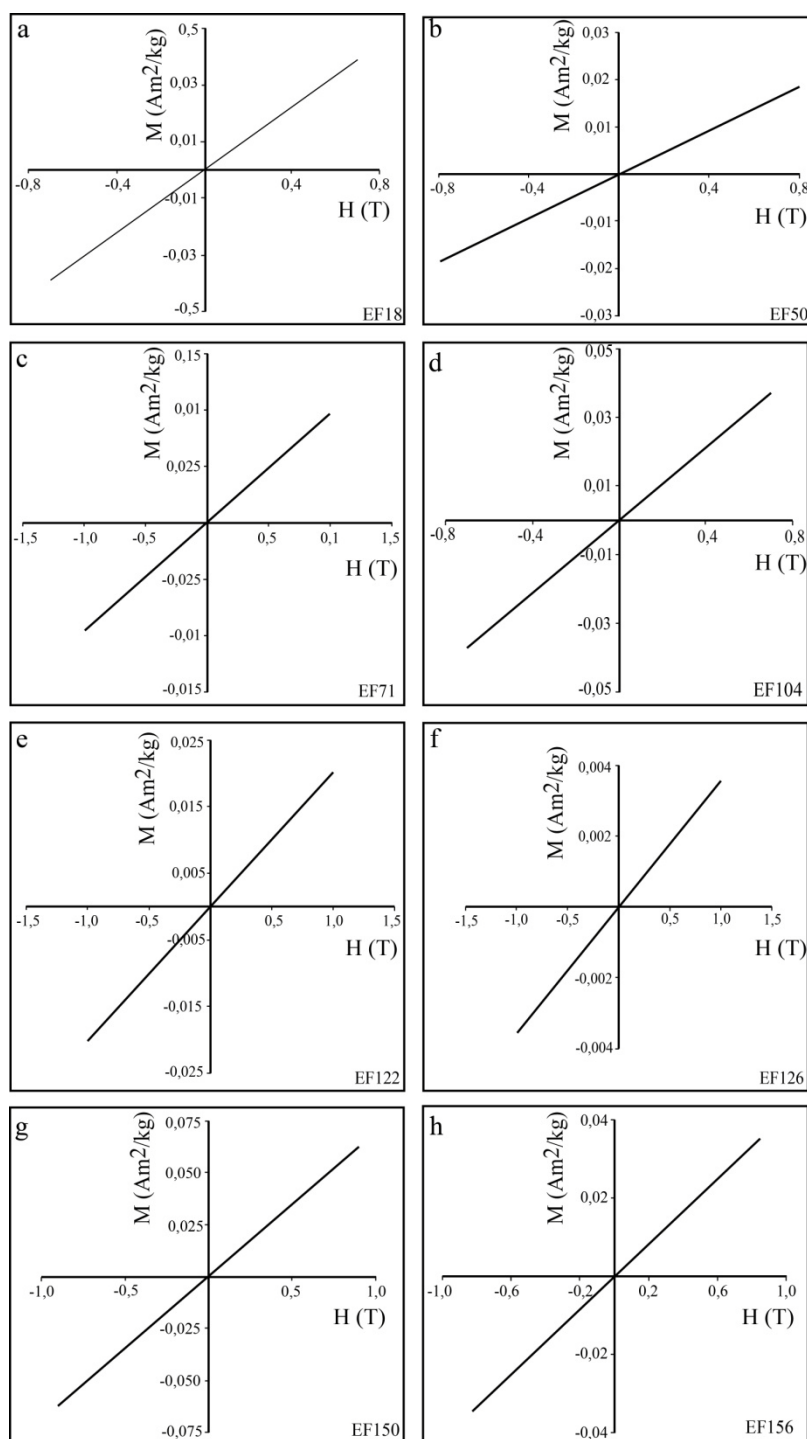 a
M (Am²/kg)
0,5
0,03
0,01
-0,8
-0,4
0,4
0,8
-0,01
H (T)
-0,03
-0,5
EF18
b
M (Am²/kg)
0,03
0,02
0,01
-0,8
-0,4
0,4
0,8
-0,01
H (T)
-0,02
-0,03
EF50
c
M (Am²/kg)
0,15
0,01
0,025
-1,5
-1,0
-0,5
0,5
0,1
1,5
H (T)
-0,025
-0,01
-0,015
EF71
d
M (Am²/kg)
0,05
0,03
0,01
-0,8
-0,4
0,4
0,8
-0,01
H (T)
-0,03
-0,05
EF104
e
M (Am²/kg)
0,025
0,015
0,005
-1,5
-1,0
-0,5
0,5
1,0
1,5
-0,005
H (T)
-0,015
-0,025
EF122
f
M (Am²/kg)
0,004
0,002
-1,5
-1,0
-0,5
0,5
1,0
1,5
H (T)
-0,002
-0,004
EF126
g
M (Am²/kg)
0,075
0,050
0,025
-1,0
-0,5
0,5
1,0
H (T)
-0,025
-0,050
-0,075
EF150
h
M (Am²/kg)
0,04
0,02
-1,0
-0,6
-0,2
0,2
0,6
1,0
H (T)
-0,02
-0,04
EF156